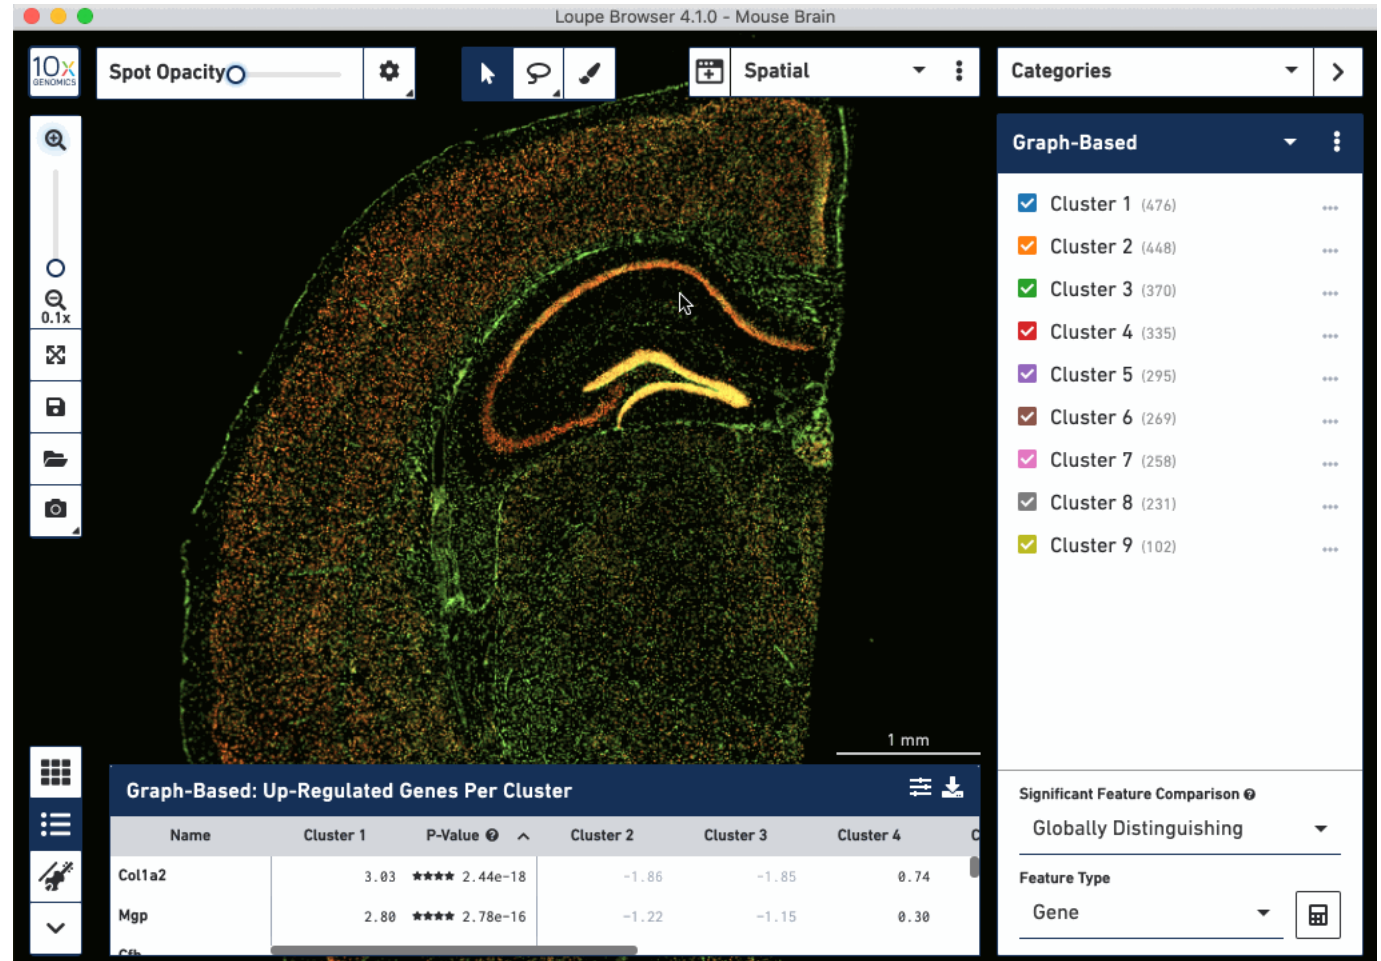 Loupe Browser 4.1.0 - Mouse Brain
10x
GENOMICS
Spot Opacity
Spatial
Categories
Graph-Based
Cluster 1 (476)
Cluster 2 (448)
Cluster 3 (370)
Cluster 4 (335)
Cluster 5 (295)
Cluster 6 (269)
Cluster 7 (258)
Cluster 8 (231)
Cluster 9 (102)
0.1x
1 mm
Graph-Based: Up-Regulated Genes Per Cluster
Name Cluster 1 P-Value Cluster 2 Cluster 3 Cluster 4 C
Col1a2 3.03 ★★★★ 2.44e-18 -1.86 -1.85 0.74
Mgp 2.80 ★★★★ 2.78e-16 -1.22 -1.15 0.30
Significant Feature Comparison
Globally Distinguishing
Feature Type
Gene